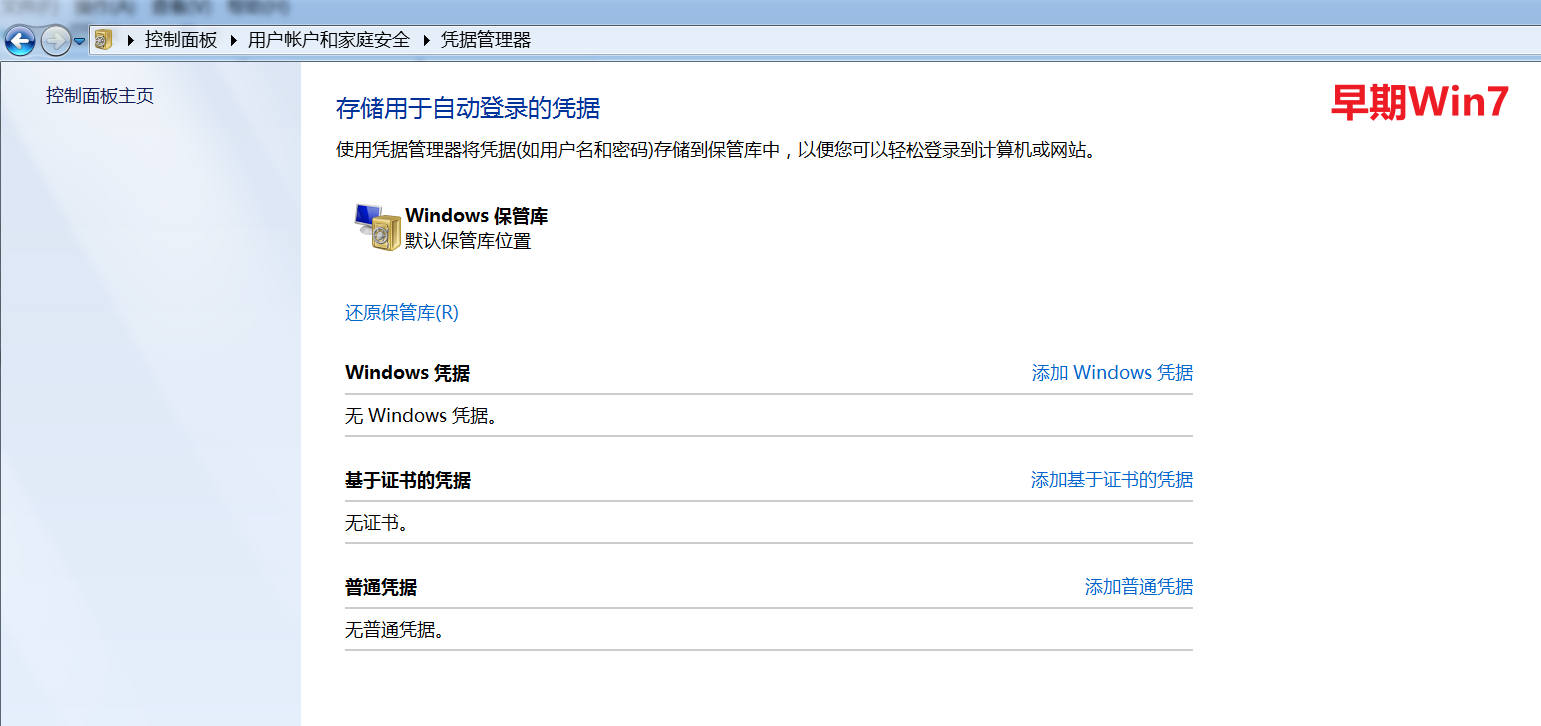 控制面板 ▸ 用户帐户和家庭安全 ▸ 凭据管理器
控制面板主页
早期Win7
存储用于自动登录的凭据
使用凭据管理器将凭据(如用户名和密码)存储到保管库中，以便您可以轻松登录到计算机或网站。
Windows 保管库
默认保管库位置
还原保管库(R)
Windows 凭据
添加 Windows 凭据
无 Windows 凭据。
基于证书的凭据
添加基于证书的凭据
无证书。
普通凭据
添加普通凭据
无普通凭据。